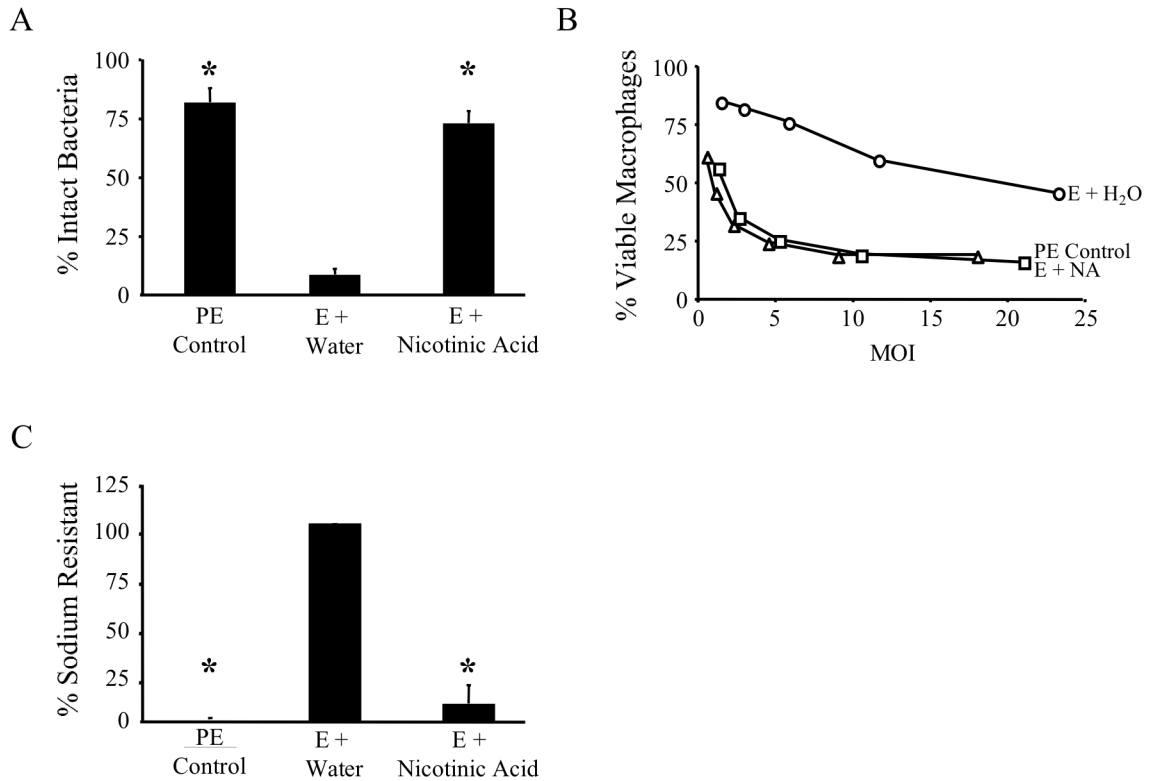 A
% Intact Bacteria
100
75
50
25
0
*
*
PE
Control
E +
Water
E +
Nicotinic Acid
B
% Viable Macrophages
100
75
50
25
0
0
5
10
15
20
25
MOI
E + H₂O
PE Control
E + NA
C
% Sodium Resistant
125
100
75
50
25
0
*
*
PE
Control
E +
Water
E +
Nicotinic Acid